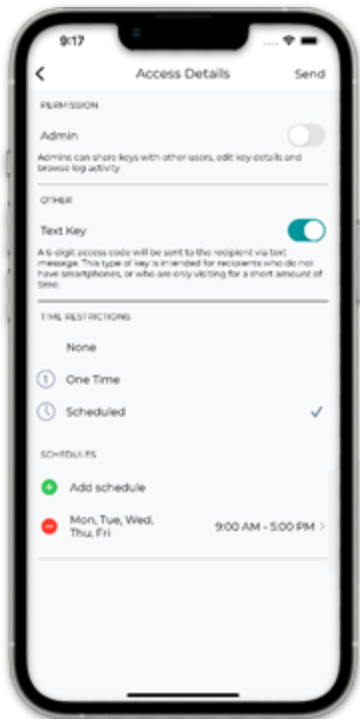 9:17
Access Details
Send
PERMISSION
Admin
Admins can share keys with other users, edit key details and
browse log activity
OTHER
Text Key
A 6-digit access code will be sent to the recipient via text
message. This type of key is intended for recipients who do not
have smartphones, or who are only visiting for a short amount of
time.
TIME RESTRICTIONS
None
1 One Time
Scheduled
SCHEDULES
Add schedule
Mon, Tue, Wed,
Thu, Fri
9:00 AM - 5:00 PM